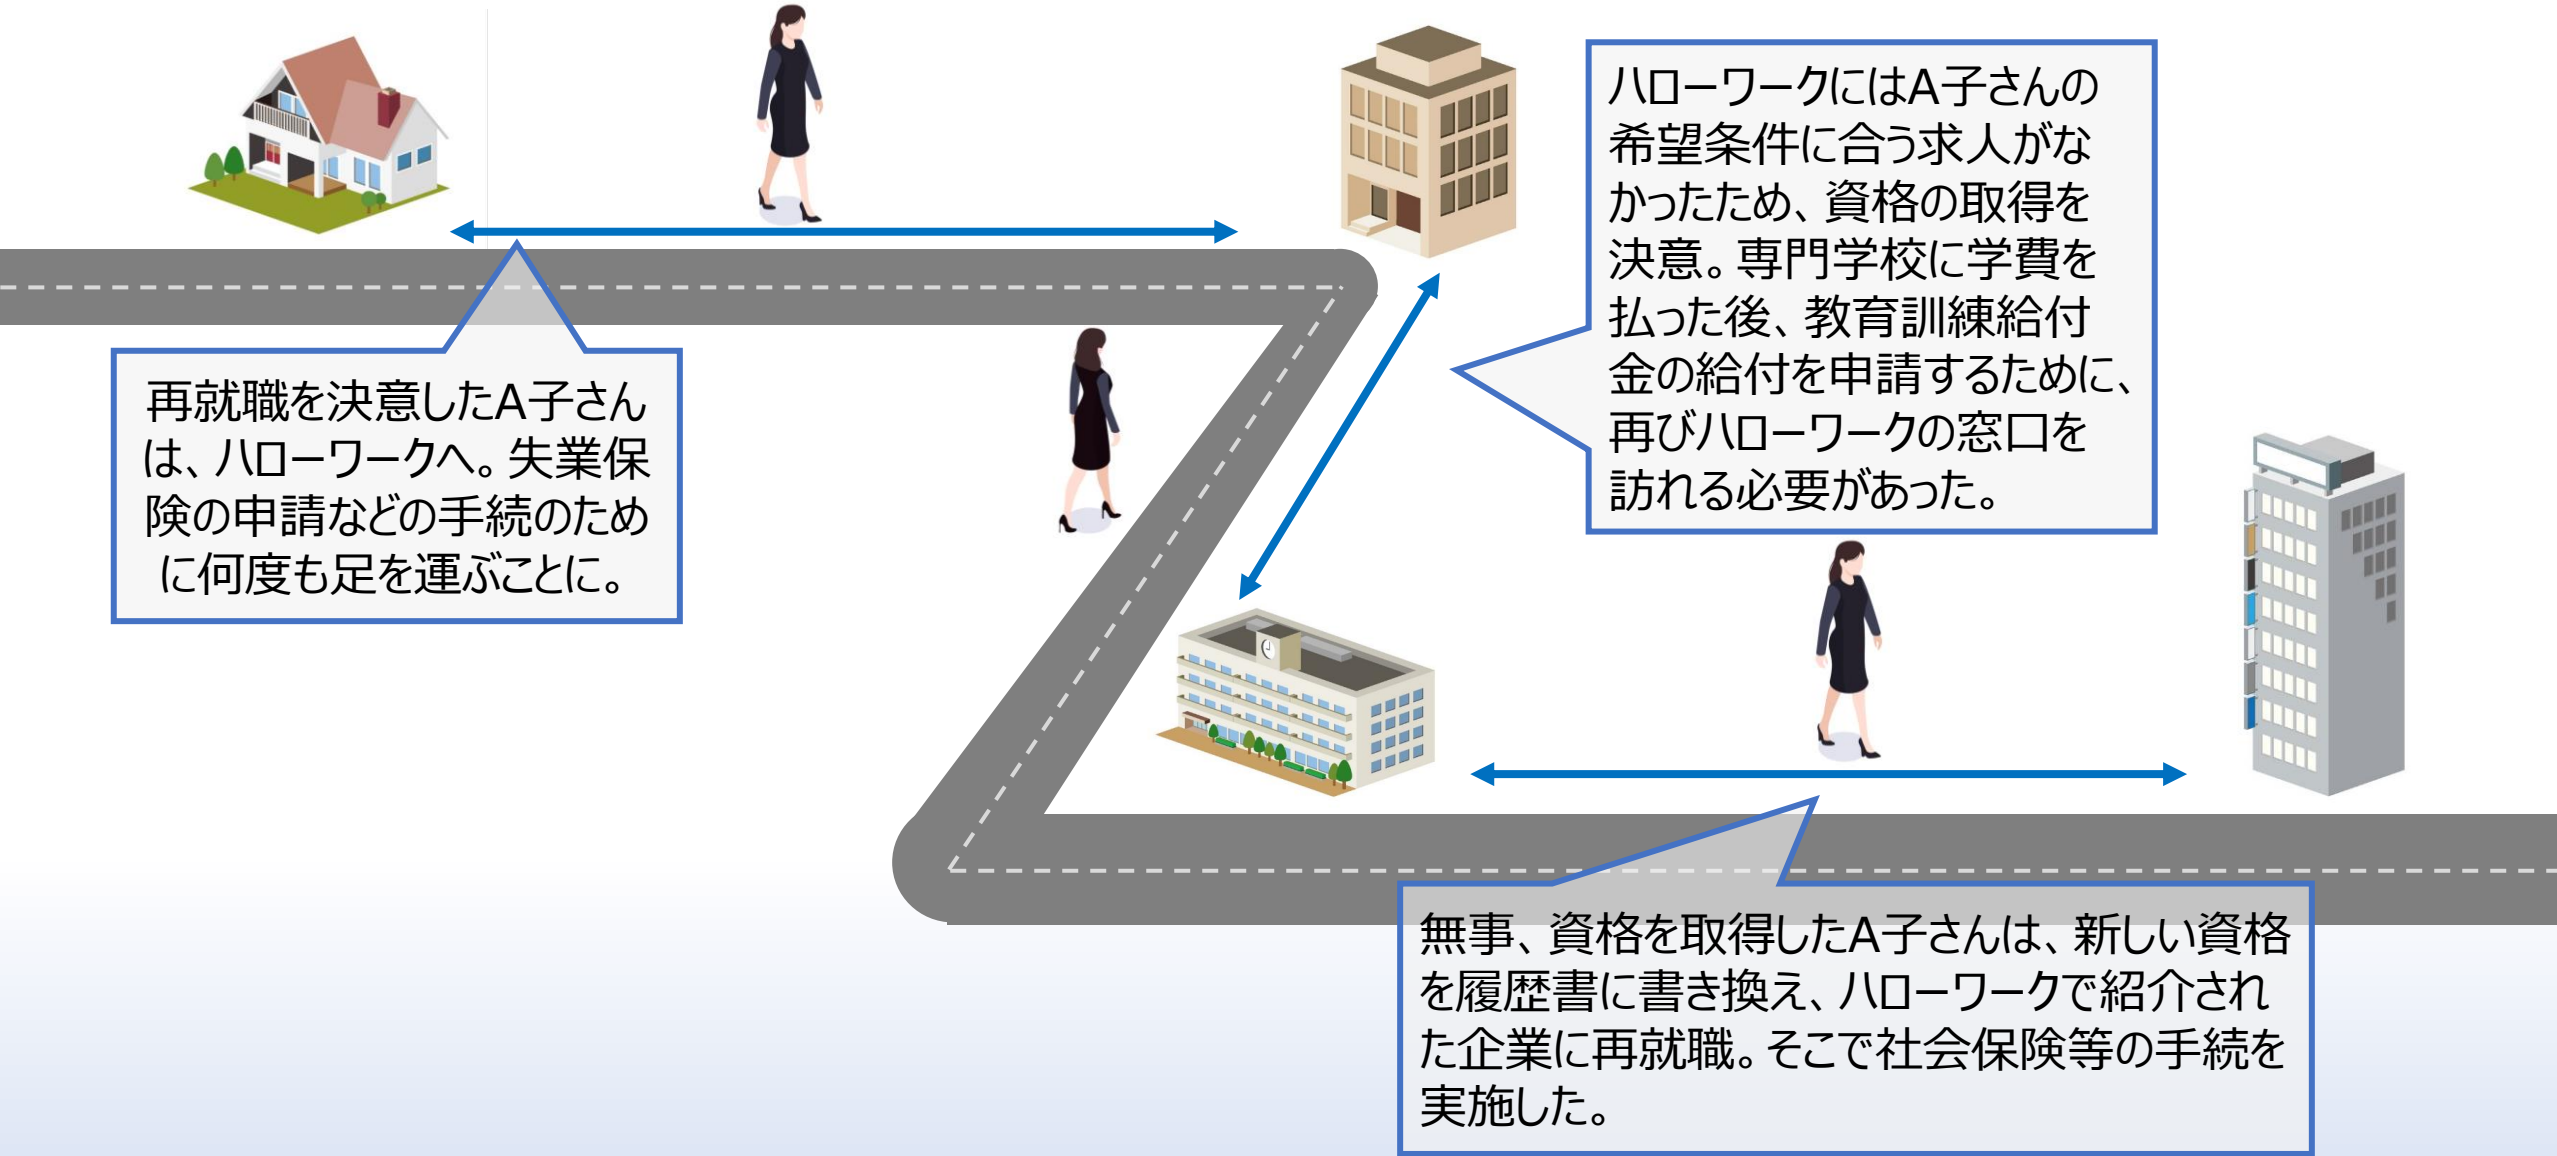 再就職を決意したA子さん
は、ハローワークへ。失業保
険の申請などの手続のため
に何度も足を運ぶことに。
ハローワークにはA子さんの
希望条件に合う求人がな
かったため、資格の取得を
決意。専門学校に学費を
払った後、教育訓練給付
金の給付を申請するために、
再びハローワークの窓口を
訪れる必要があった。
無事、資格を取得したA子さんは、新しい資格
を履歴書に書き換え、ハローワークで紹介され
た企業に再就職。そこで社会保険等の手続を
実施した。